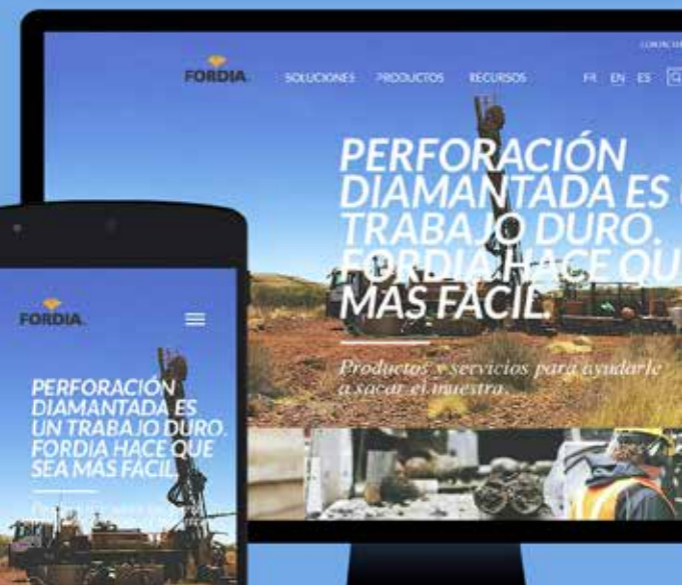 FORDIA
SOLUCIONES PRODUCTOS RECURSOS FR EN ES
PERFORACIÓN
DIAMANTADA ES
TRABAJO DURO.
FORDIA HACE QU
MÁS FÁCIL.
Productos y servicios para ayudarle
a sacar el muestra.
FORDIA.
PERFORACIÓN
DIAMANTADA ES
UN TRABAJO DURO.
FORDIA HACE QUE
SEA MÁS FÁCIL.